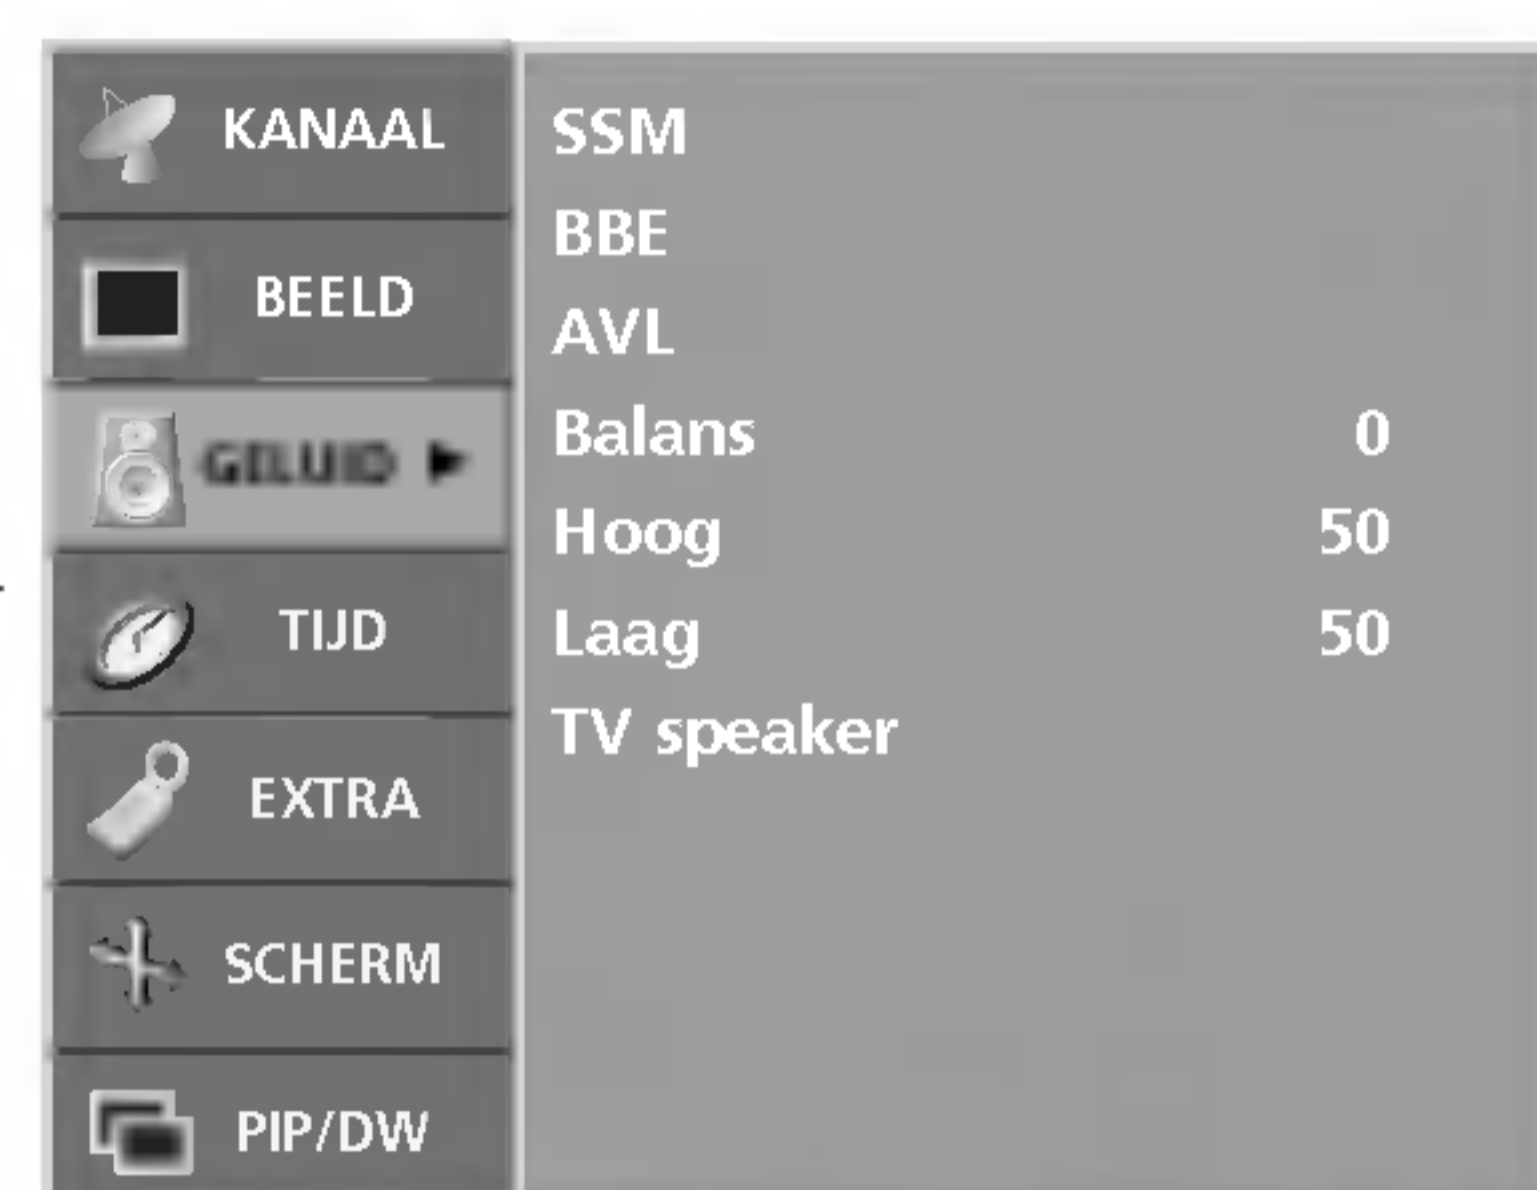 KANAAL
BEELD
GELUID ►
TIJD
EXTRA
SCHERM
PIP/DW
SSM
BBE
AVL
Balans 0
Hoog 50
Laag 50
TV speaker